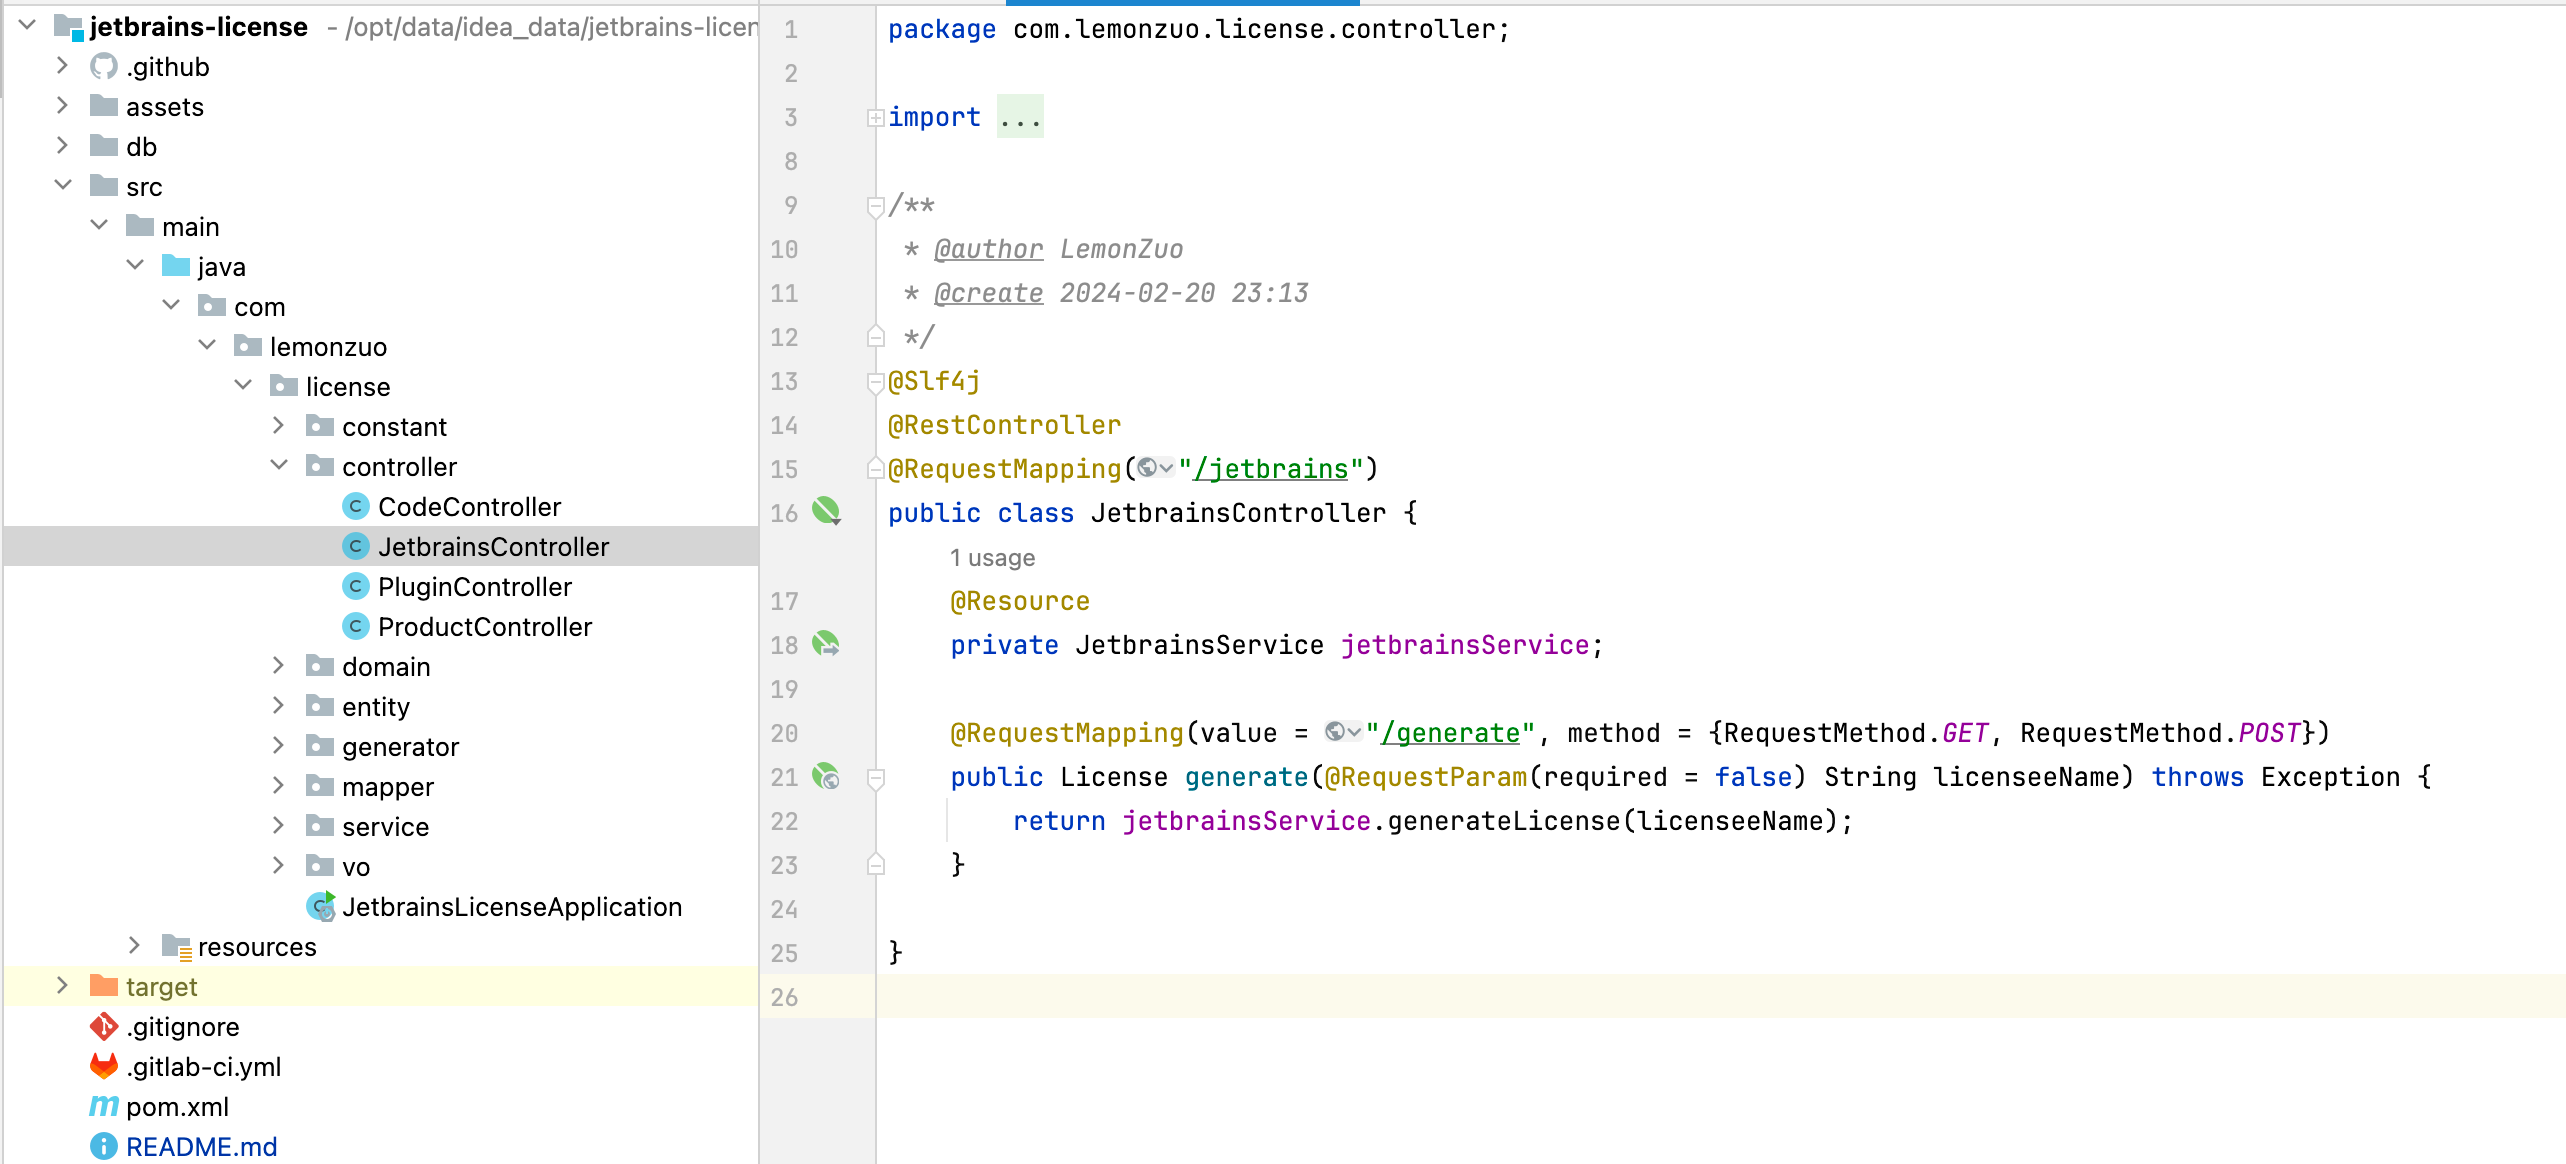 jetbrains-license - /opt/data/idea_data/jetbrains-licen
.github
assets
db
src
main
java
com
lemonzuo
license
constant
controller
CodeController
JetbrainsController
PluginController
ProductController
domain
entity
generator
mapper
service
vo
JetbrainsLicenseApplication
resources
target
.gitignore
.gitlab-ci.yml
pom.xml
README.md
1 package com.lemonzuo.license.controller;
2
3 import ...
8
9 /**
10 * @author LemonZuo
11 * @create 2024-02-20 23:13
12 */
13 @Slf4j
14 @RestController
15 @RequestMapping("/jetbrains")
16 public class JetbrainsController {
1 usage
17 @Resource
18 private JetbrainsService jetbrainsService;
19
20 @RequestMapping(value = "/generate", method = {RequestMethod.GET, RequestMethod.POST})
21 public License generate(@RequestParam(required = false) String licenseeName) throws Exception {
22 return jetbrainsService.generateLicense(licenseeName);
23 }
24
25 }
26